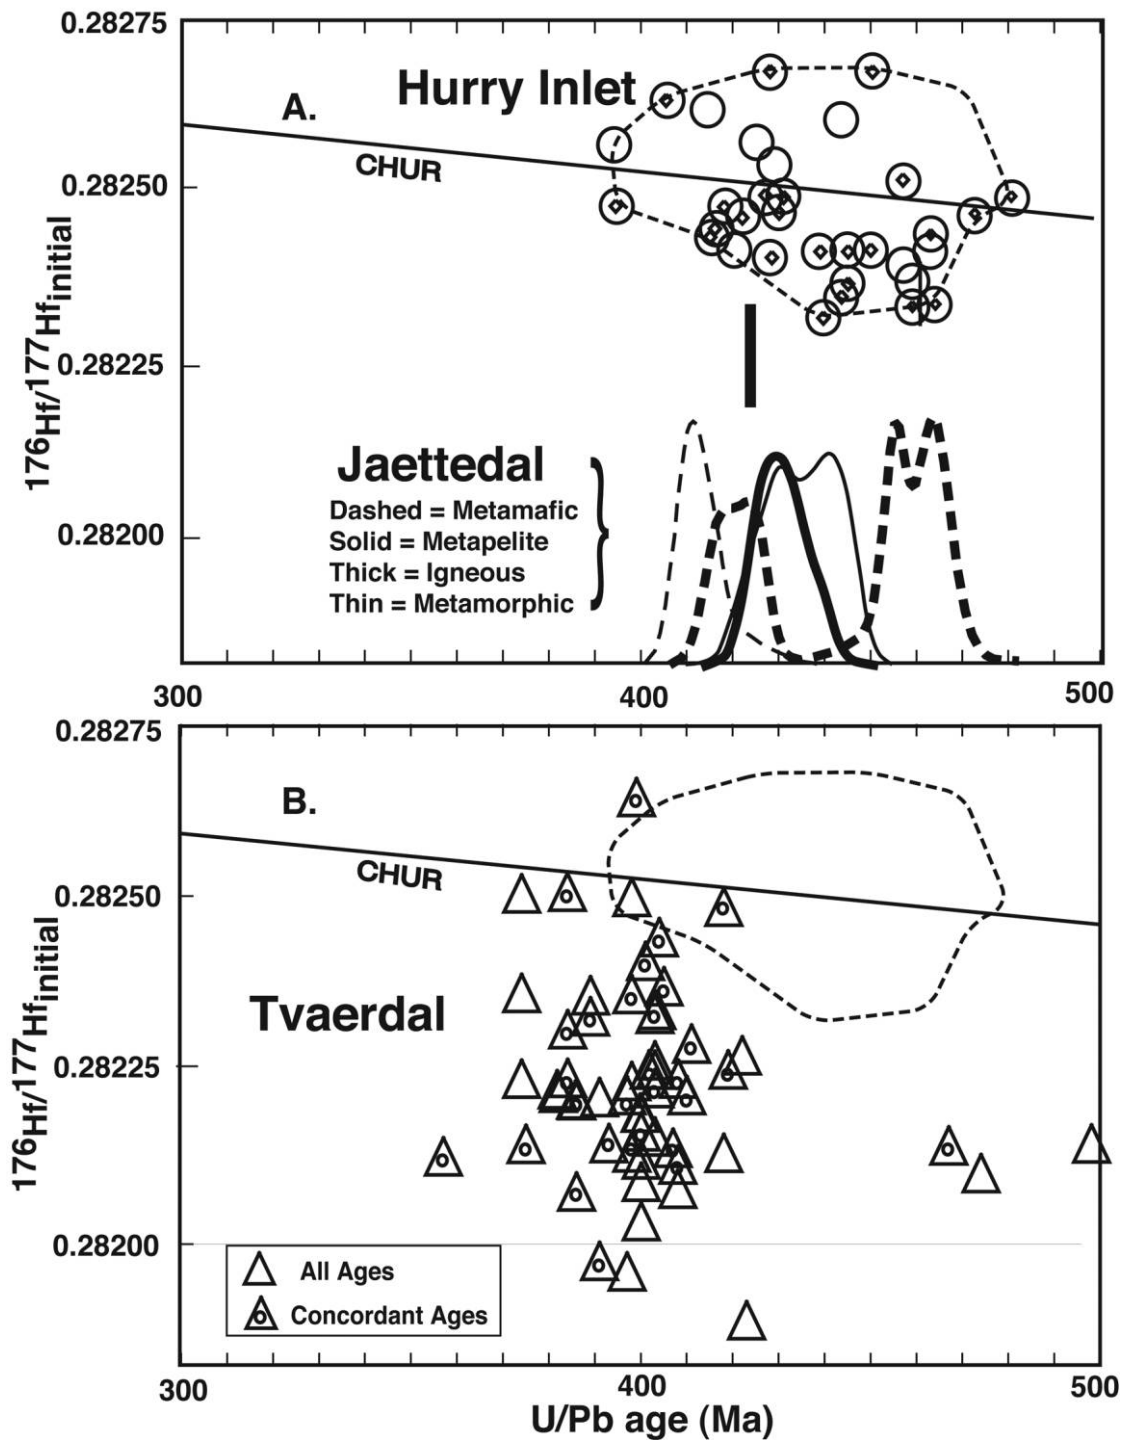 0.28275
Hurry Inlet
A.
CHUR
0.28250
176Hf/177Hfinitial
0.28225
Jaettedal
Dashed = Metamafic
Solid = Metapelite
Thick = Igneous
Thin = Metamorphic
0.28200
300
400
500
0.28275
B.
CHUR
0.28250
176Hf/177Hfinitial
Tvaerdal
0.28225
0.28200
All Ages
Concordant Ages
300
400
500
U/Pb age (Ma)